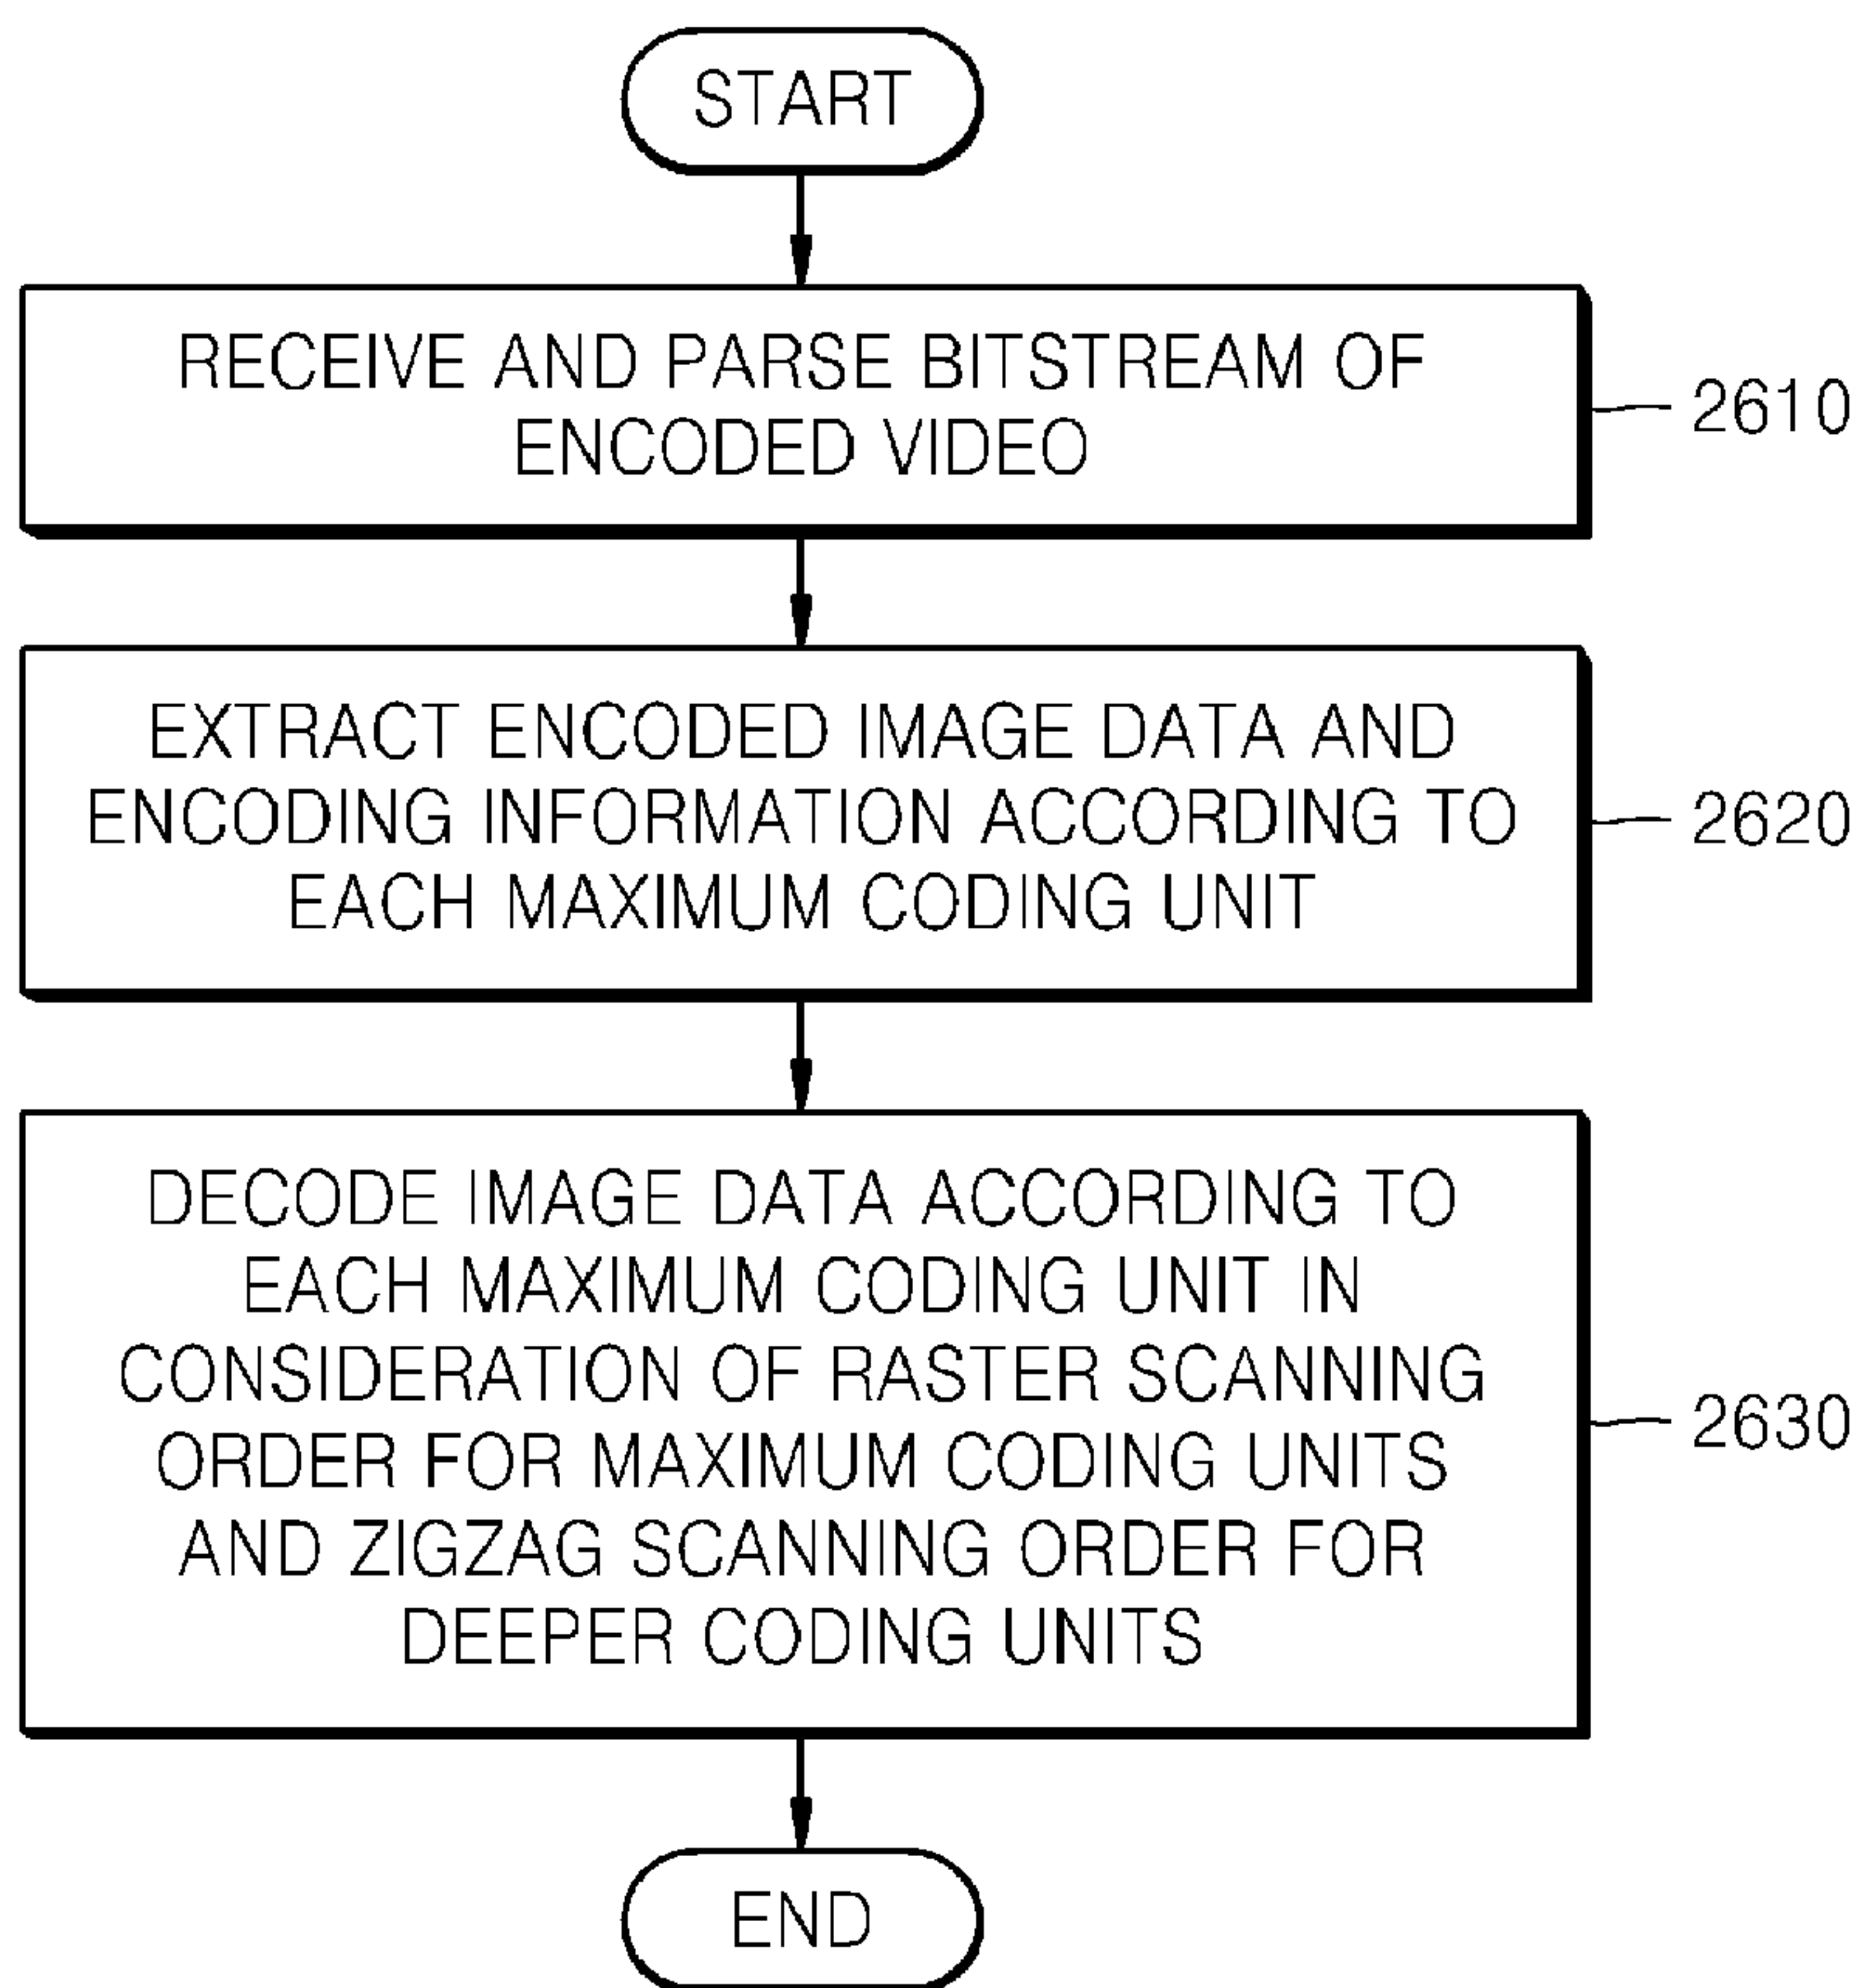 START
RECEIVE AND PARSE BITSTREAM OF
ENCODED VIDEO
2610
EXTRACT ENCODED IMAGE DATA AND
ENCODING INFORMATION ACCORDING TO
EACH MAXIMUM CODING UNIT
2620
DECODE IMAGE DATA ACCORDING TO
EACH MAXIMUM CODING UNIT IN
CONSIDERATION OF RASTER SCANNING
ORDER FOR MAXIMUM CODING UNITS
AND ZIGZAG SCANNING ORDER FOR
DEEPER CODING UNITS
2630
END